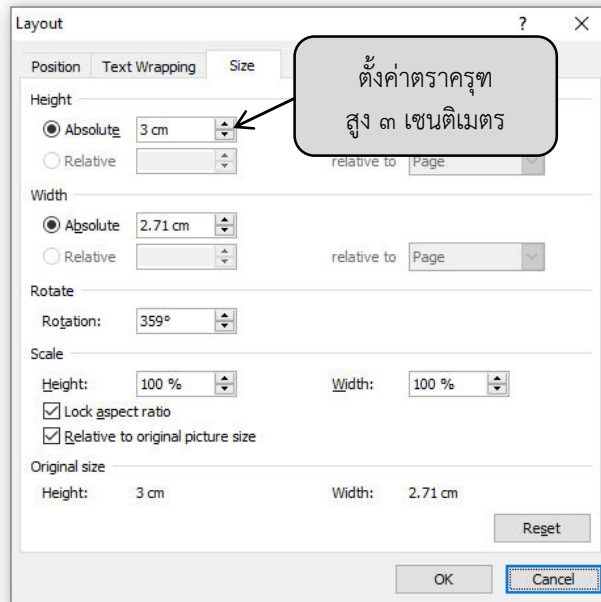 Layout ? ×
Position Text Wrapping Size
ตั้งค่าตราครุฑ
สูง ๓ เซนติเมตร
Height
Absolute 3 cm
Relative relative to Page
Width
Absolute 2.71 cm
Relative relative to Page
Rotate
Rotation: 359°
Scale
Height: 100 % Width: 100 %
Lock aspect ratio
Relative to original picture size
Original size
Height: 3 cm Width: 2.71 cm
Reset
OK Cancel